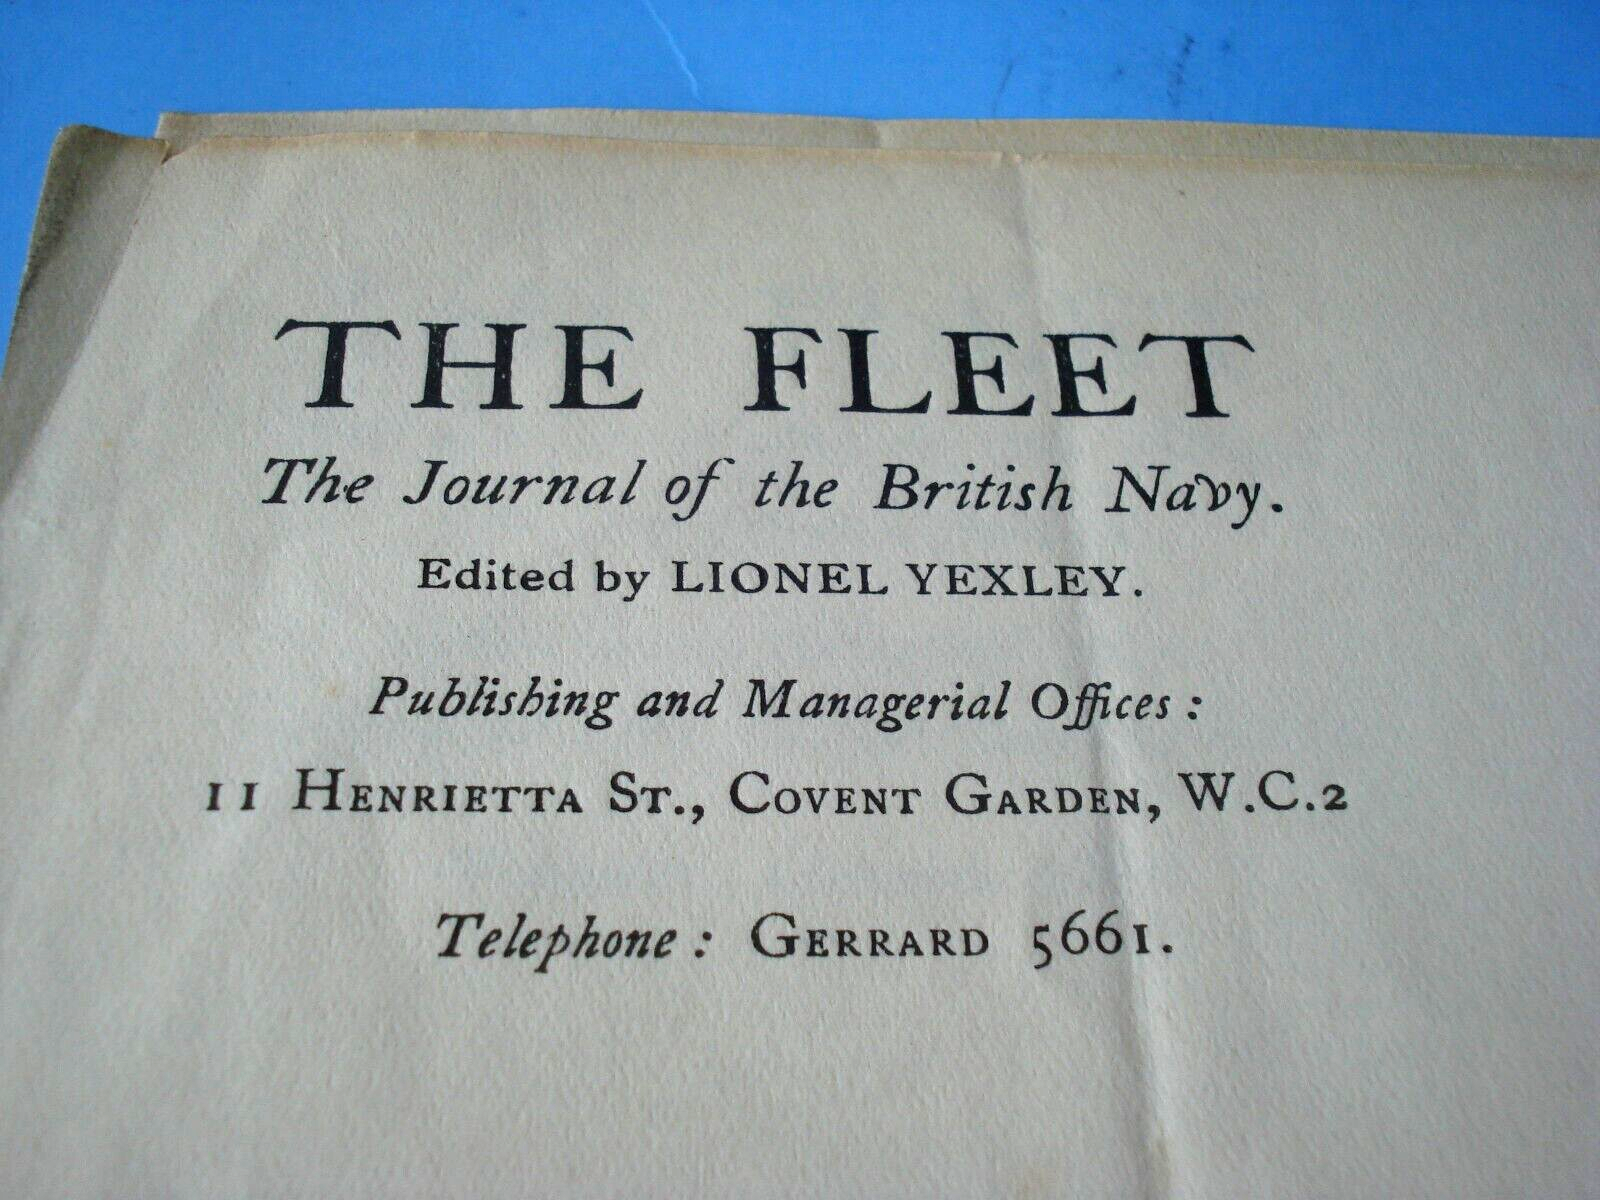 THE FLEET
The Journal of the British Navy.
Edited by LIONEL YEXLEY.
Publishing and Managerial Offices :
11 HENRIETTA ST., COVENT GARDEN, W.C.2
Telephone : GERRARD 5661.